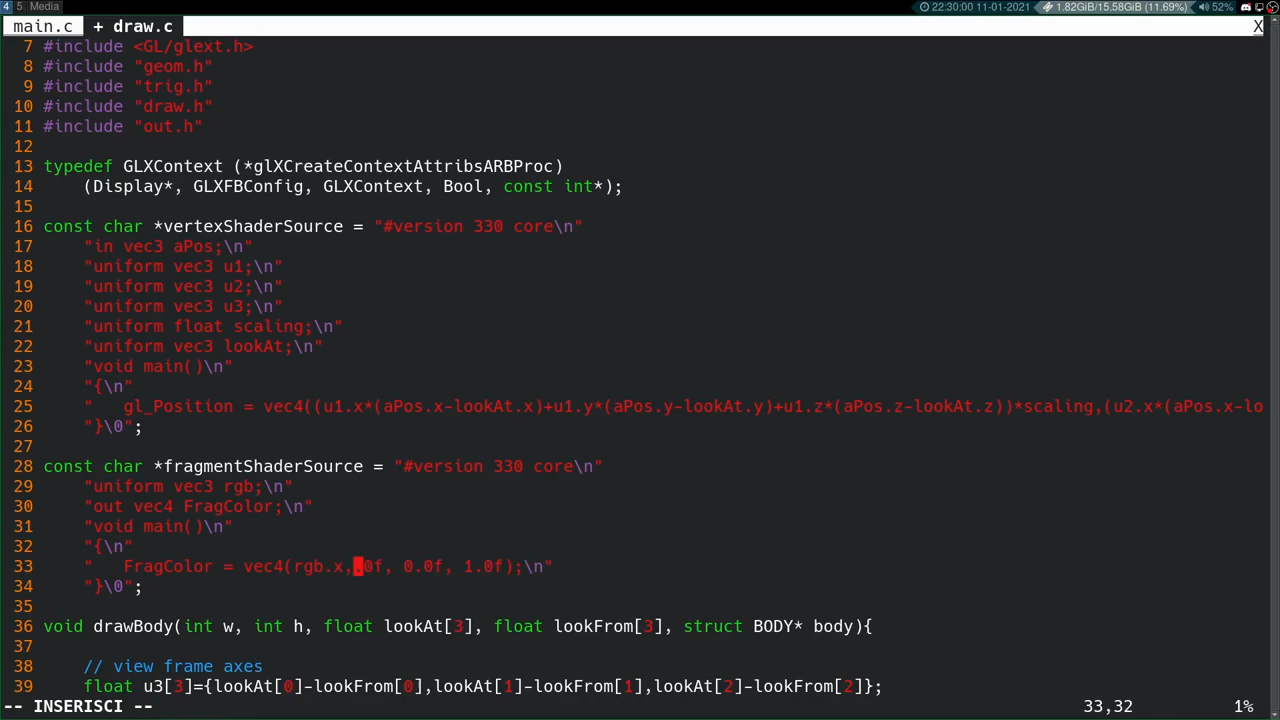 4 5 Media 22:30:00 11-01-2021 1.82GiB/15.58GiB (11.69%) 52%
main.c + draw.c X
7 #include <GL/glext.h>
8 #include "geom.h"
9 #include "trig.h"
10 #include "draw.h"
11 #include "out.h"
12
13 typedef GLXContext (*glXCreateContextAttribsARBProc)
14     (Display*, GLXFBConfig, GLXContext, Bool, const int*);
15
16 const char *vertexShaderSource = "#version 330 core\n"
17     "in vec3 aPos;\n"
18     "uniform vec3 u1;\n"
19     "uniform vec3 u2;\n"
20     "uniform vec3 u3;\n"
21     "uniform float scaling;\n"
22     "uniform vec3 lookAt;\n"
23     "void main()\n"
24     "{\n"
25     "   gl_Position = vec4((u1.x*(aPos.x-lookAt.x)+u1.y*(aPos.y-lookAt.y)+u1.z*(aPos.z-lookAt.z))*scaling,(u2.x*(aPos.x-lo
26     "}\0";
27
28 const char *fragmentShaderSource = "#version 330 core\n"
29     "uniform vec3 rgb;\n"
30     "out vec4 FragColor;\n"
31     "void main()\n"
32     "{\n"
33     "   FragColor = vec4(rgb.x,.0f, 0.0f, 1.0f);\n"
34     "}\0";
35
36 void drawBody(int w, int h, float lookAt[3], float lookFrom[3], struct BODY* body){
37
38     // view frame axes
39     float u3[3]={lookAt[0]-lookFrom[0],lookAt[1]-lookFrom[1],lookAt[2]-lookFrom[2]};
-- INSERISCI -- 33,32 1%